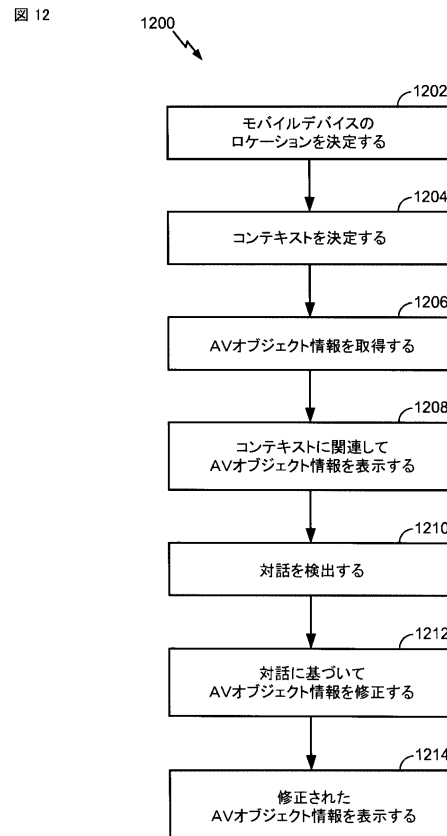 図 12
1200
1202
モバイルデバイスの
ロケーションを決定する
1204
コンテキストを決定する
1206
AVオブジェクト情報を取得する
1208
コンテキストに関連して
AVオブジェクト情報を表示する
1210
対話を検出する
1212
対話に基づいて
AVオブジェクト情報を修正する
1214
修正された
AVオブジェクト情報を表示する